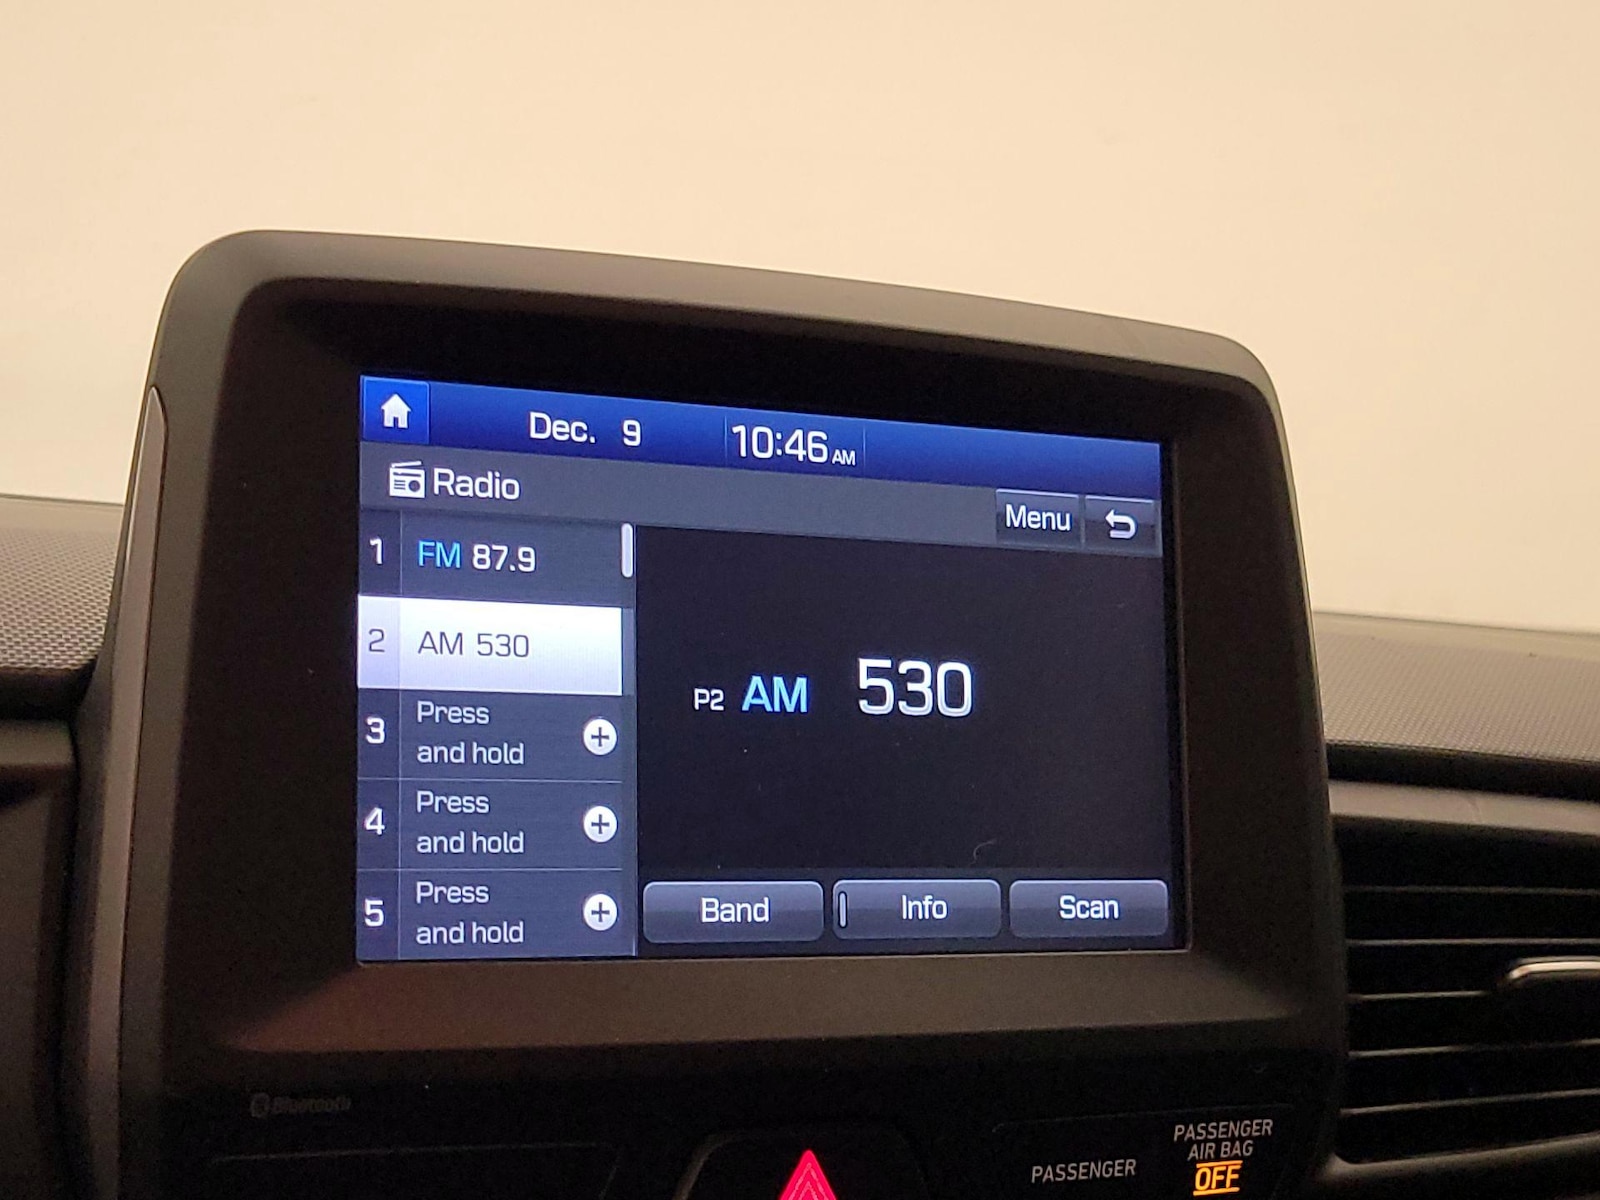 Dec. 9 10:46 AM
Radio
Menu
1 FM 87.9
2 AM 530
3 Press
and hold
4 Press
and hold
5 Press
and hold
P2 AM 530
Band Info Scan
Bluetooth
PASSENGER
PASSENGER
AIR BAG
OFF